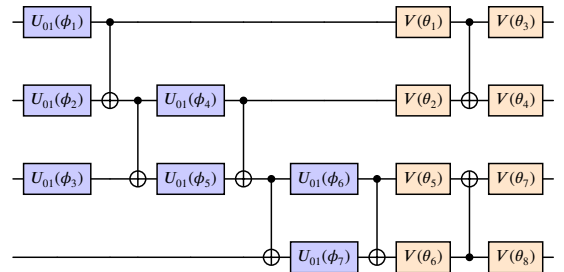 U₀₁(ϕ₁) V(θ₁) V(θ₃)
U₀₁(ϕ₂) U₀₁(ϕ₄) V(θ₂) V(θ₄)
U₀₁(ϕ₃) U₀₁(ϕ₅) U₀₁(ϕ₆) V(θ₅) V(θ₇)
U₀₁(ϕ₇) V(θ₆) V(θ₈)